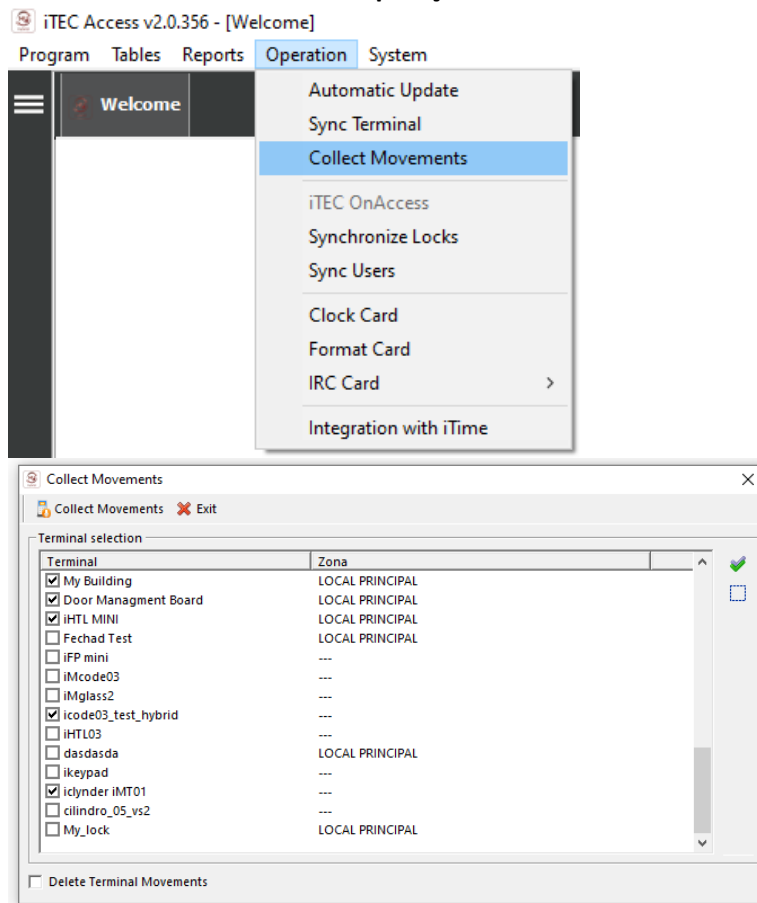 iTEC Access v2.0.356 - [Welcome]
Program Tables Reports Operation System
Welcome
Automatic Update
Sync Terminal
Collect Movements
iTEC OnAccess
Synchronize Locks
Sync Users
Clock Card
Format Card
IRC Card >
Integration with iTime
Collect Movements
Collect Movements Exit
Terminal selection
Terminal Zona
My Building LOCAL PRINCIPAL
Door Managment Board LOCAL PRINCIPAL
iHTL MINI LOCAL PRINCIPAL
Fechad Test LOCAL PRINCIPAL
iFP mini ---
iMcode03 ---
iMglass2 ---
icode03_test_hybrid ---
iHTL03 ---
dasdasda LOCAL PRINCIPAL
ikeypad ---
iclynder iMT01 ---
cilindro_05_vs2 ---
My_lock LOCAL PRINCIPAL
Delete Terminal Movements